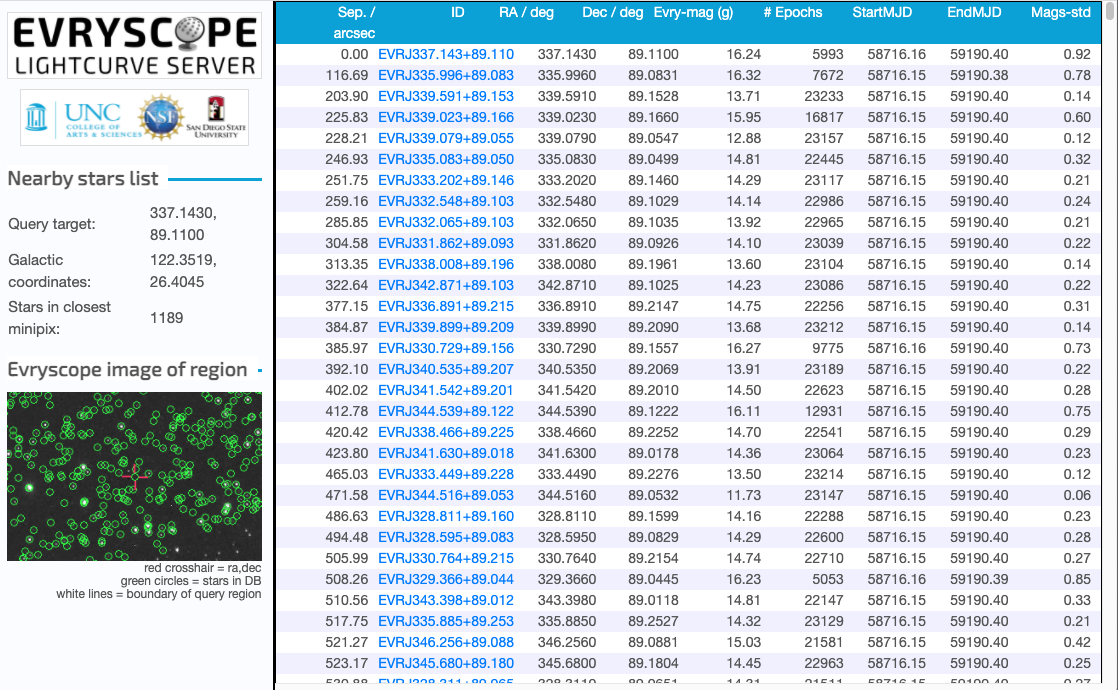 EVRYSCOPE
LIGHTCURVE SERVER
UNC
COLLEGE OF
ARTS & SCIENCES
NSF
SAN DIEGO STATE
UNIVERSITY
Nearby stars list
Query target: 337.1430, 89.1100
Galactic coordinates: 122.3519, 26.4045
Stars in closest minipix: 1189
Evryscope image of region
red crosshair = ra,dec
green circles = stars in DB
white lines = boundary of query region
Sep. / arcsec ID RA / deg Dec / deg Evry-mag (g) # Epochs StartMJD EndMJD Mags-std
0.00 EVRJ337.143+89.110 337.1430 89.1100 16.24 5993 58716.16 59190.40 0.92
116.69 EVRJ335.996+89.083 335.9960 89.0831 16.32 7672 58716.15 59190.38 0.78
203.90 EVRJ339.591+89.153 339.5910 89.1528 13.71 23233 58716.15 59190.40 0.14
225.83 EVRJ339.023+89.166 339.0230 89.1660 15.95 16817 58716.15 59190.40 0.60
228.21 EVRJ339.079+89.055 339.0790 89.0547 12.88 23157 58716.15 59190.40 0.12
246.93 EVRJ335.083+89.050 335.0830 89.0499 14.81 22445 58716.15 59190.40 0.32
251.75 EVRJ333.202+89.146 333.2020 89.1460 14.29 23117 58716.15 59190.40 0.21
259.16 EVRJ332.548+89.103 332.5480 89.1029 14.14 22986 58716.15 59190.40 0.24
285.85 EVRJ332.065+89.103 332.0650 89.1035 13.92 22965 58716.15 59190.40 0.21
304.58 EVRJ331.862+89.093 331.8620 89.0926 14.10 23039 58716.15 59190.40 0.22
313.35 EVRJ338.008+89.196 338.0080 89.1961 13.60 23104 58716.15 59190.40 0.14
322.64 EVRJ342.871+89.103 342.8710 89.1025 14.23 23086 58716.15 59190.40 0.22
377.15 EVRJ336.891+89.215 336.8910 89.2147 14.75 22256 58716.15 59190.40 0.31
384.87 EVRJ339.899+89.209 339.8990 89.2090 13.68 23212 58716.15 59190.40 0.14
385.97 EVRJ330.729+89.156 330.7290 89.1557 16.27 9775 58716.16 59190.40 0.73
392.10 EVRJ340.535+89.207 340.5350 89.2069 13.91 23189 58716.15 59190.40 0.22
402.02 EVRJ341.542+89.201 341.5420 89.2010 14.50 22623 58716.15 59190.40 0.28
412.78 EVRJ344.539+89.122 344.5390 89.1222 16.11 12931 58716.15 59190.40 0.75
420.42 EVRJ338.466+89.225 338.4660 89.2252 14.70 22541 58716.15 59190.40 0.29
423.80 EVRJ341.630+89.018 341.6300 89.0178 14.36 23064 58716.15 59190.40 0.23
465.03 EVRJ333.449+89.228 333.4490 89.2276 13.50 23214 58716.15 59190.40 0.12
471.58 EVRJ344.516+89.053 344.5160 89.0532 11.73 23147 58716.15 59190.40 0.06
486.63 EVRJ328.811+89.160 328.8110 89.1599 14.16 22288 58716.15 59190.40 0.23
494.48 EVRJ328.595+89.083 328.5950 89.0829 14.29 22600 58716.15 59190.40 0.28
505.99 EVRJ330.764+89.215 330.7640 89.2154 14.74 22710 58716.15 59190.40 0.27
508.26 EVRJ329.366+89.044 329.3660 89.0445 16.23 5053 58716.16 59190.39 0.85
510.56 EVRJ343.398+89.012 343.3980 89.0118 14.81 22147 58716.15 59190.40 0.33
517.75 EVRJ335.885+89.253 335.8850 89.2527 14.32 23129 58716.15 59190.40 0.21
521.27 EVRJ346.256+89.088 346.2560 89.0881 15.03 21581 58716.15 59190.40 0.42
523.17 EVRJ345.680+89.180 345.6800 89.1804 14.45 22963 58716.15 59190.40 0.25